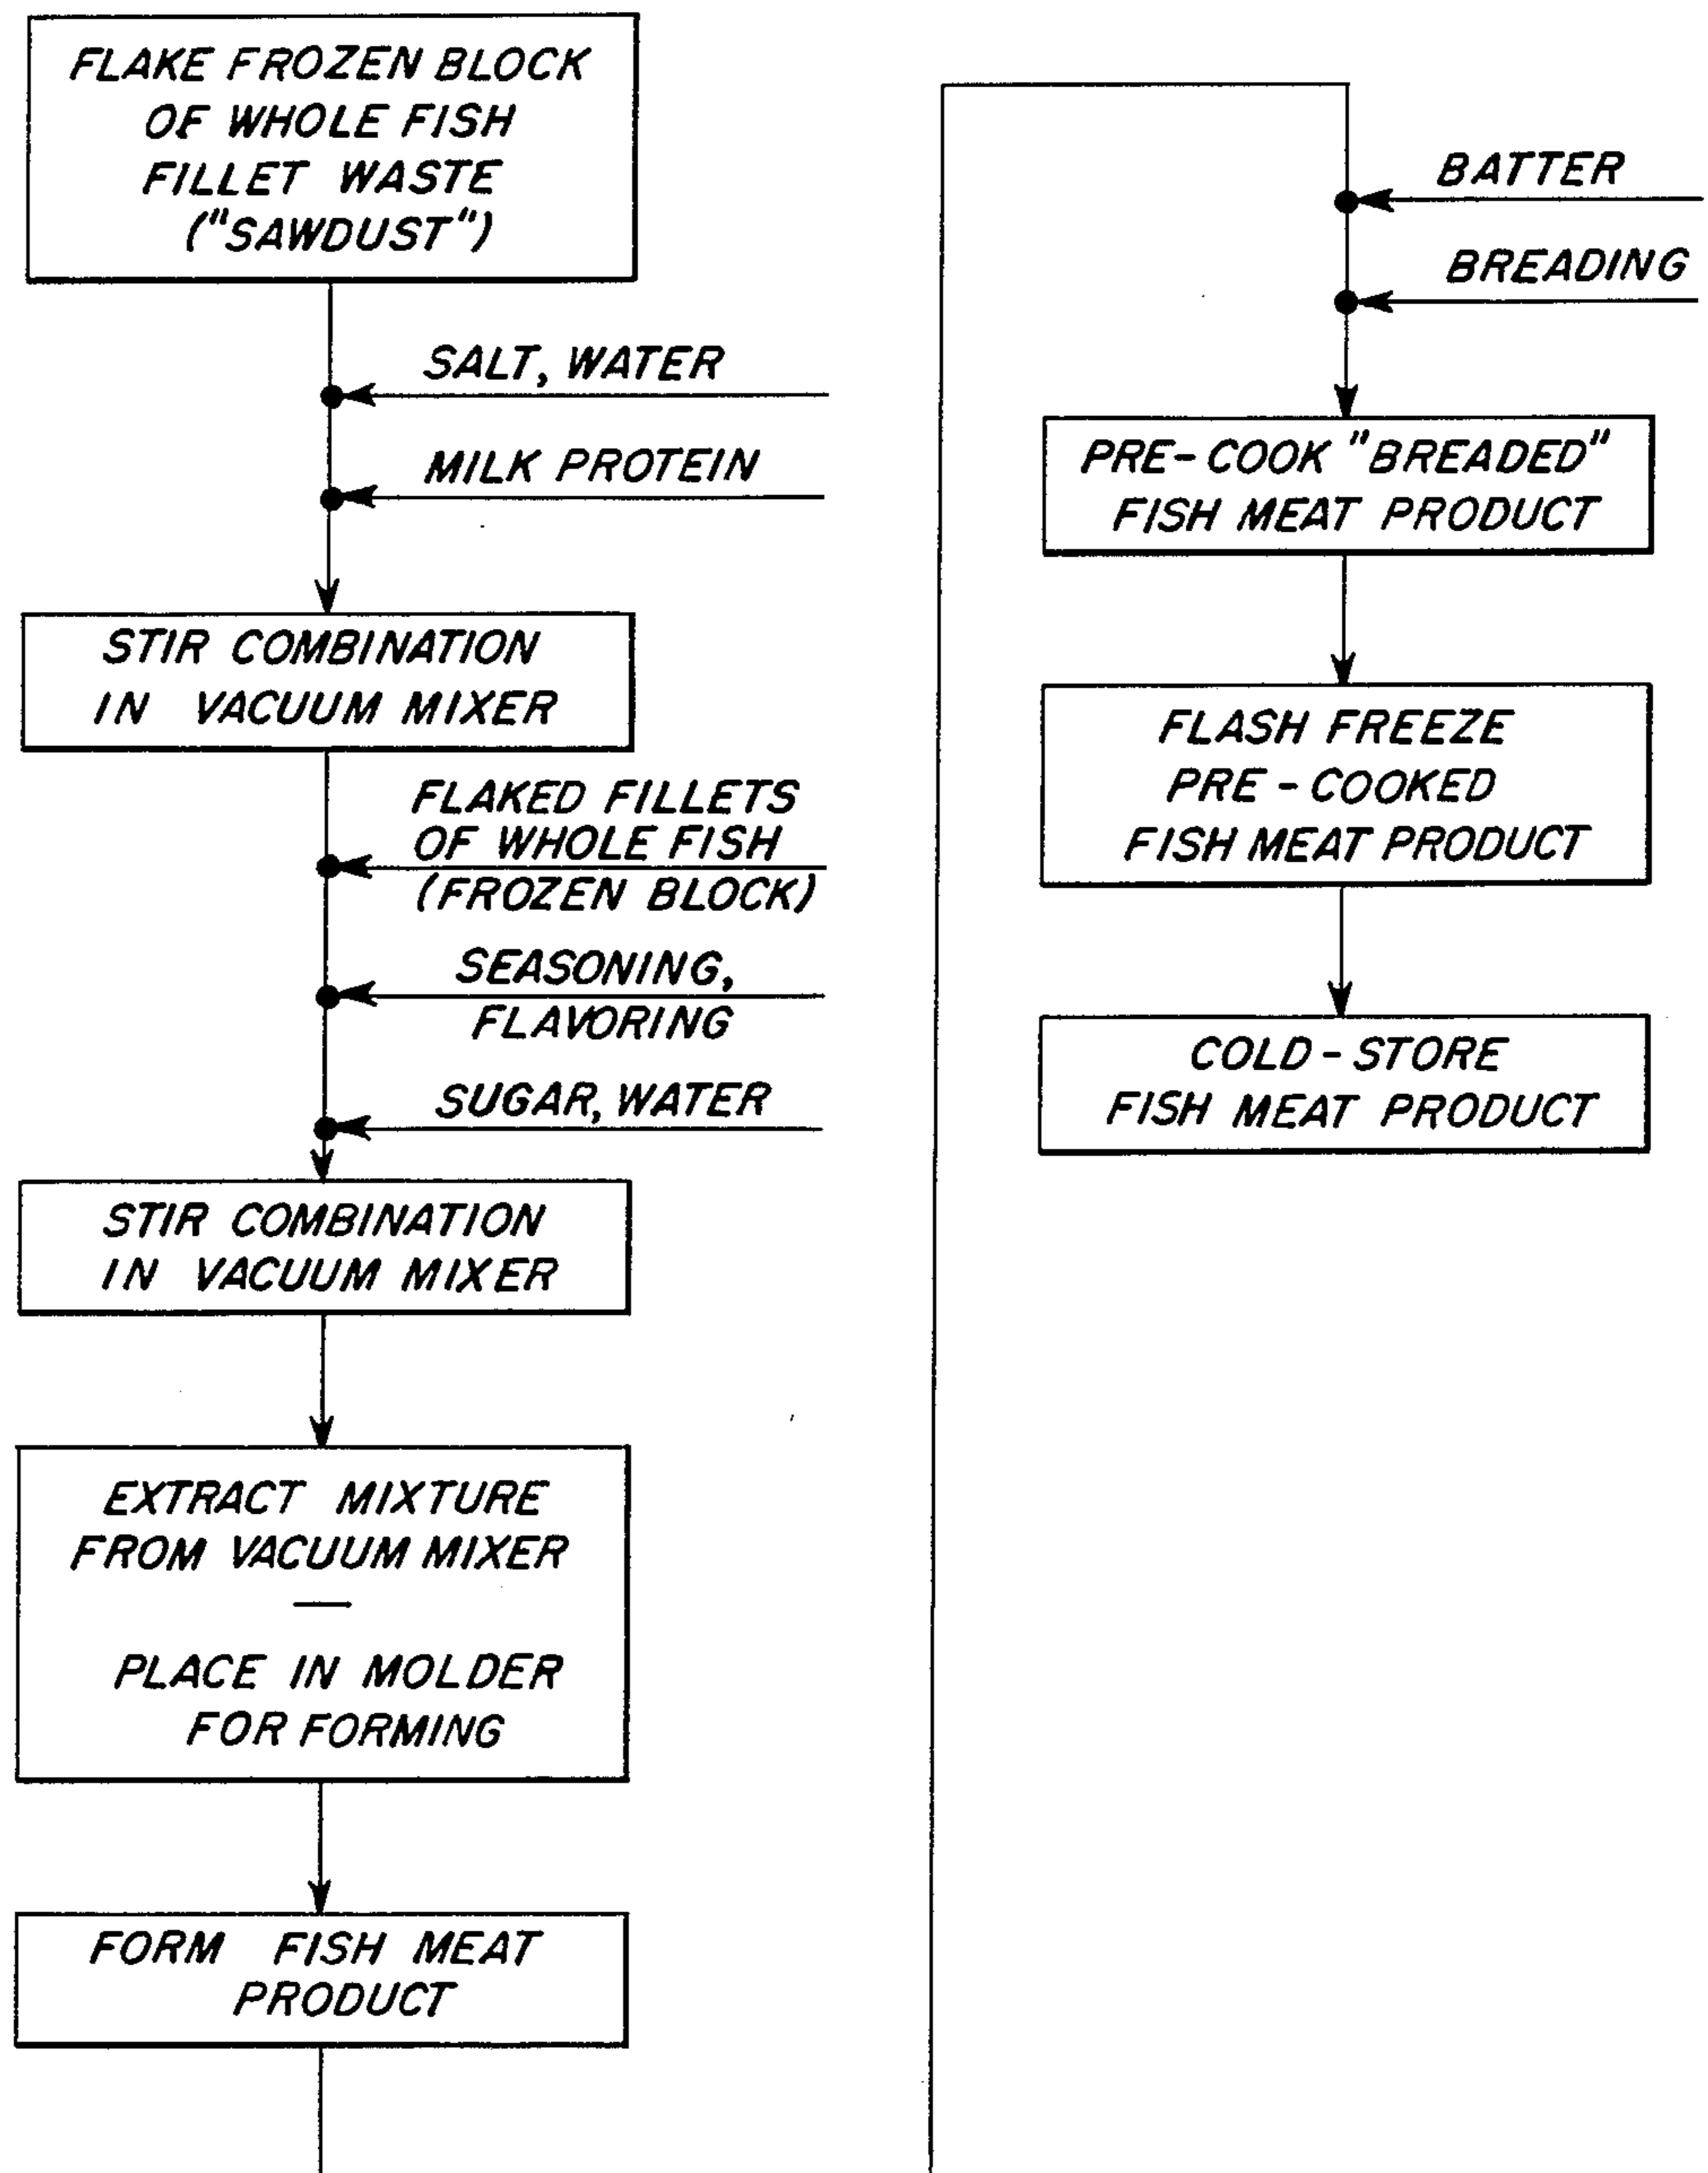 FLAKE FROZEN BLOCK
OF WHOLE FISH
FILLET WASTE
("SAWDUST")
SALT, WATER
MILK PROTEIN
STIR COMBINATION
IN VACUUM MIXER
FLAKED FILLETS
OF WHOLE FISH
(FROZEN BLOCK)
SEASONING,
FLAVORING
SUGAR, WATER
STIR COMBINATION
IN VACUUM MIXER
EXTRACT MIXTURE
FROM VACUUM MIXER
—
PLACE IN MOLDER
FOR FORMING
FORM FISH MEAT
PRODUCT
BATTER
BREADING
PRE-COOK "BREADED"
FISH MEAT PRODUCT
FLASH FREEZE
PRE-COOKED
FISH MEAT PRODUCT
COLD-STORE
FISH MEAT PRODUCT